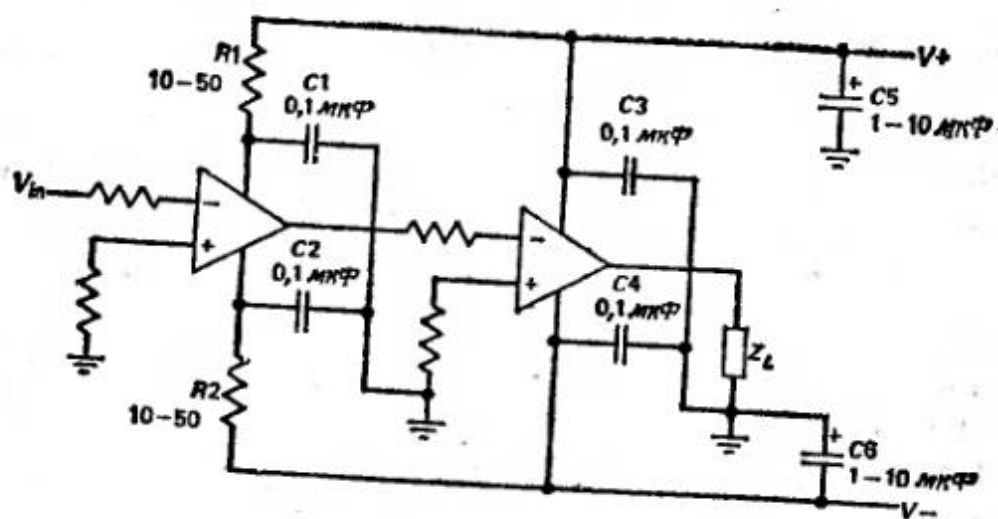 R1
10-50
C1
0,1 мкФ
C3
0,1 мкФ
V+
+
C5
1-10 мкФ
Vin
-
+
C2
0,1 мкФ
-
+
C4
0,1 мкФ
ZL
R2
10-50
+
C6
1-10 мкФ
V-